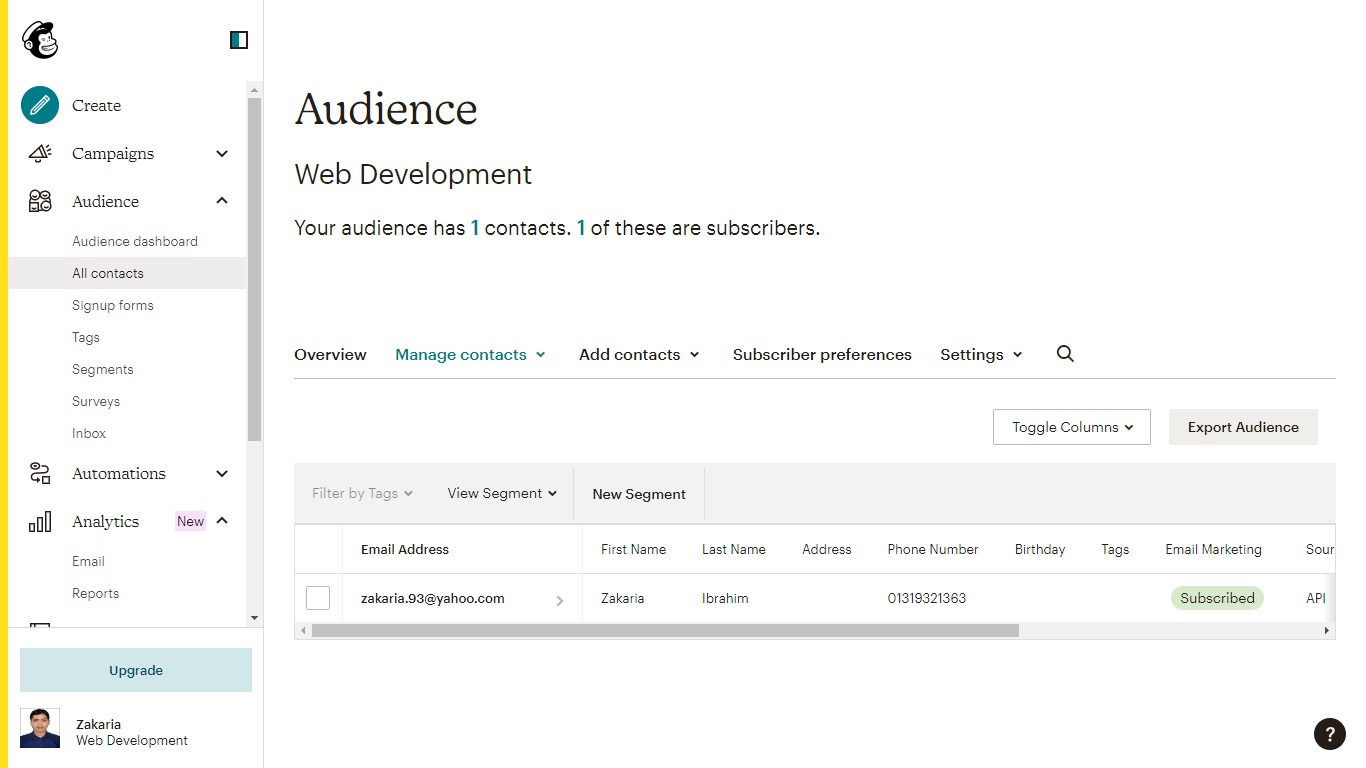 Create
Campaigns
Audience
Audience dashboard
All contacts
Signup forms
Tags
Segments
Surveys
Inbox
Automations
Analytics New
Email
Reports
Upgrade
Zakaria
Web Development
Audience
Web Development
Your audience has 1 contacts. 1 of these are subscribers.
Overview Manage contacts Add contacts Subscriber preferences Settings
Toggle Columns Export Audience
Filter by Tags View Segment New Segment
Email Address First Name Last Name Address Phone Number Birthday Tags Email Marketing Sour
zakaria.93@yahoo.com Zakaria Ibrahim 01319321363 Subscribed API
?